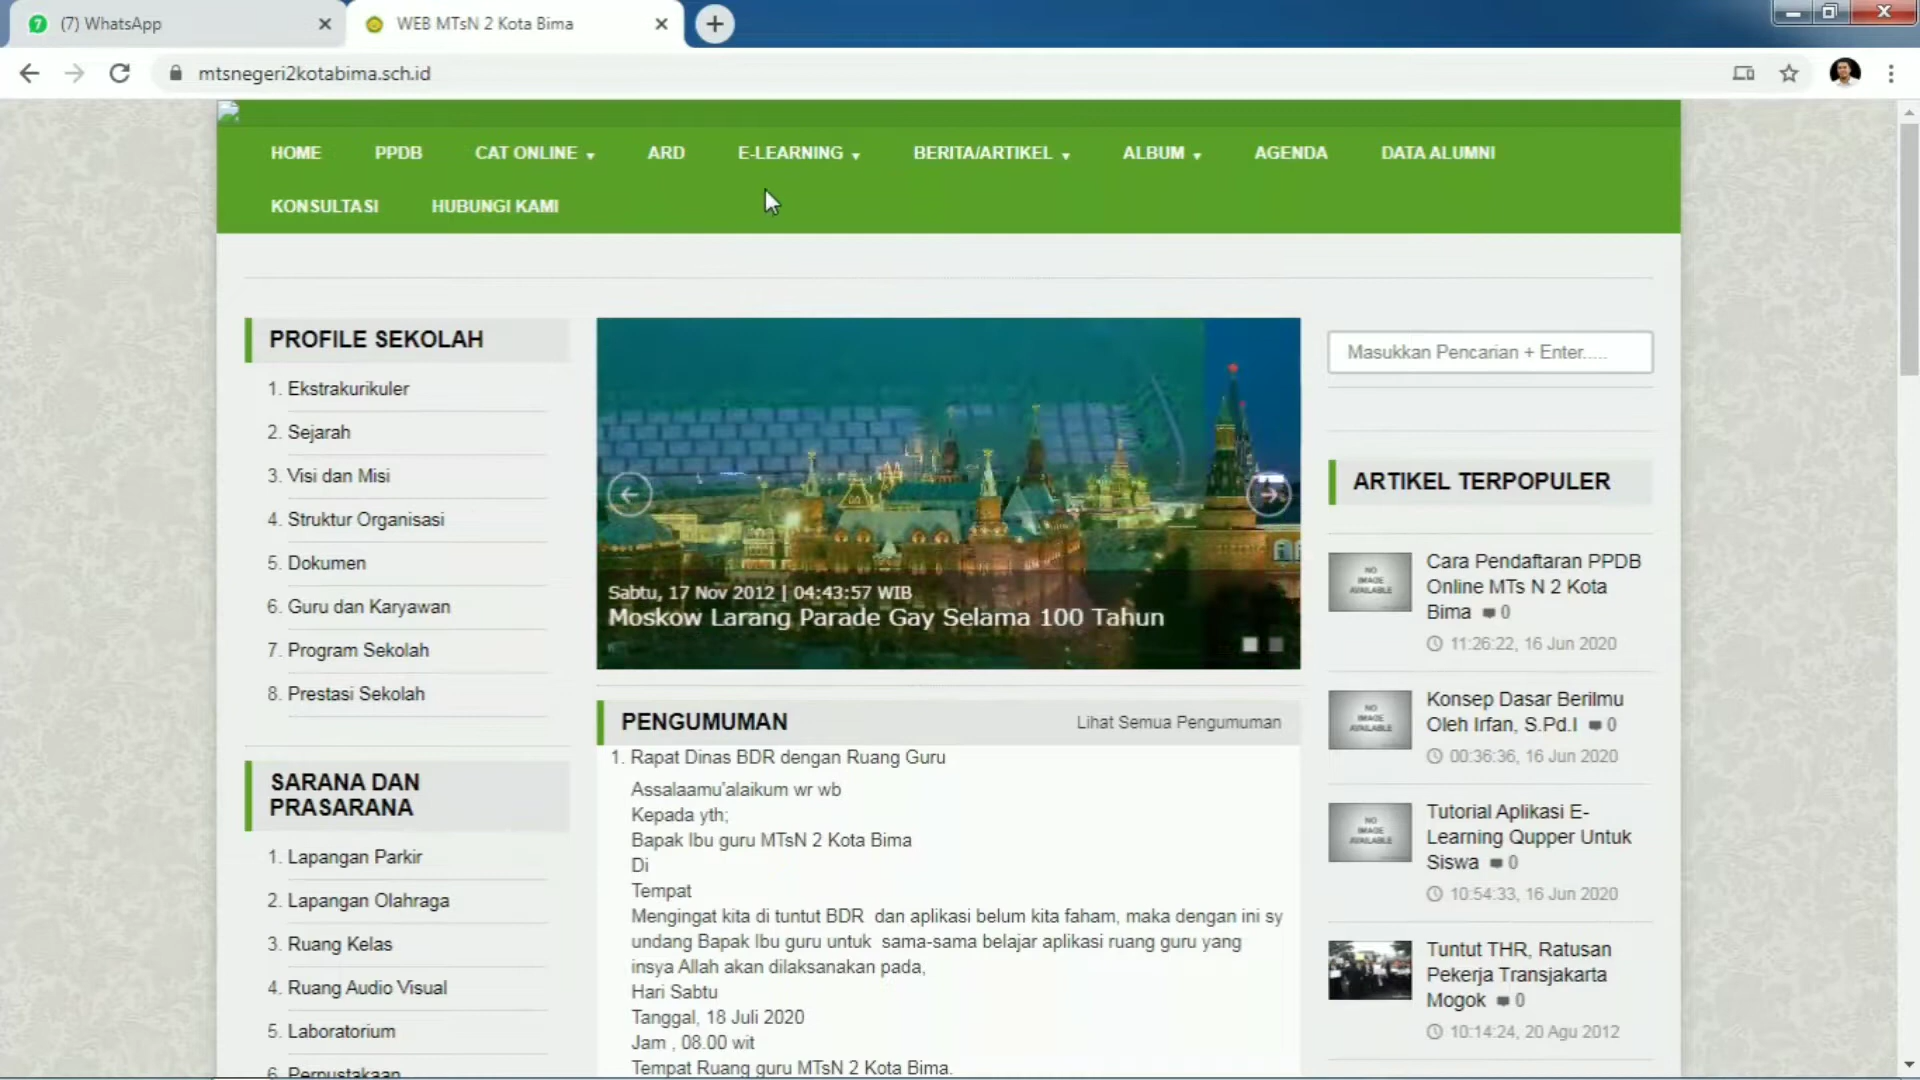 (7) WhatsApp
WEB MTsN 2 Kota Bima
mtsnegeri2kotabima.sch.id
HOME
PPDB
CAT ONLINE
ARD
E-LEARNING
BERITA/ARTIKEL
ALBUM
AGENDA
DATA ALUMNI
KONSULTASI
HUBUNGI KAMI
PROFILE SEKOLAH
1. Ekstrakurikuler
2. Sejarah
3. Visi dan Misi
4. Struktur Organisasi
5. Dokumen
6. Guru dan Karyawan
7. Program Sekolah
8. Prestasi Sekolah
SARANA DAN
PRASARANA
1. Lapangan Parkir
2. Lapangan Olahraga
3. Ruang Kelas
4. Ruang Audio Visual
5. Laboratorium
6. Perpustakaan
Sabtu, 17 Nov 2012 | 04:43:57 WIB
Moskow Larang Parade Gay Selama 100 Tahun
PENGUMUMAN
Lihat Semua Pengumuman
1. Rapat Dinas BDR dengan Ruang Guru
Assalaamu'alaikum wr wb
Kepada yth;
Bapak Ibu guru MTsN 2 Kota Bima
Di
Tempat
Mengingat kita di tuntut BDR dan aplikasi belum kita faham, maka dengan ini sy
undang Bapak Ibu guru untuk sama-sama belajar aplikasi ruang guru yang
insya Allah akan dilaksanakan pada,
Hari Sabtu
Tanggal, 18 Juli 2020
Jam , 08.00 wit
Tempat Ruang guru MTsN 2 Kota Bima.
Masukkan Pencarian + Enter.....
ARTIKEL TERPOPULER
NO IMAGE AVAILABLE
Cara Pendaftaran PPDB
Online MTs N 2 Kota
Bima 0
11:26:22, 16 Jun 2020
NO IMAGE AVAILABLE
Konsep Dasar Berilmu
Oleh Irfan, S.Pd.I 0
00:36:36, 16 Jun 2020
NO IMAGE AVAILABLE
Tutorial Aplikasi E-
Learning Qupper Untuk
Siswa 0
10:54:33, 16 Jun 2020
Tuntut THR, Ratusan
Pekerja Transjakarta
Mogok 0
10:14:24, 20 Agu 2012